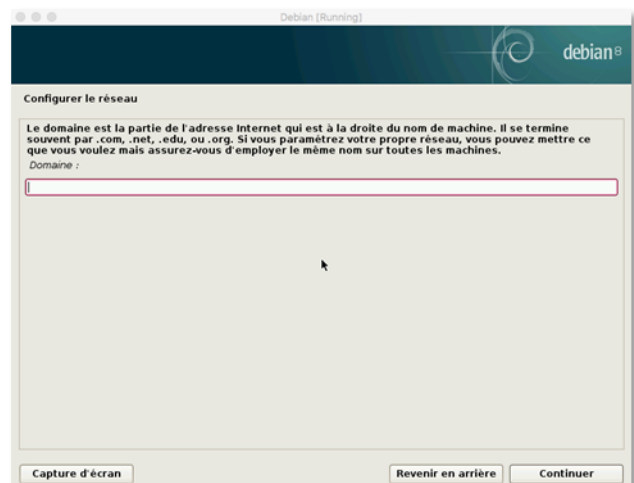 Debian [Running]
debian 8
Configurer le réseau
Le domaine est la partie de l'adresse Internet qui est à la droite du nom de machine. Il se termine
souvent par .com, .net, .edu, ou .org. Si vous paramétrez votre propre réseau, vous pouvez mettre ce
que vous voulez mais assurez-vous d'employer le même nom sur toutes les machines.
Domaine :
Capture d'écran
Revenir en arrière
Continuer